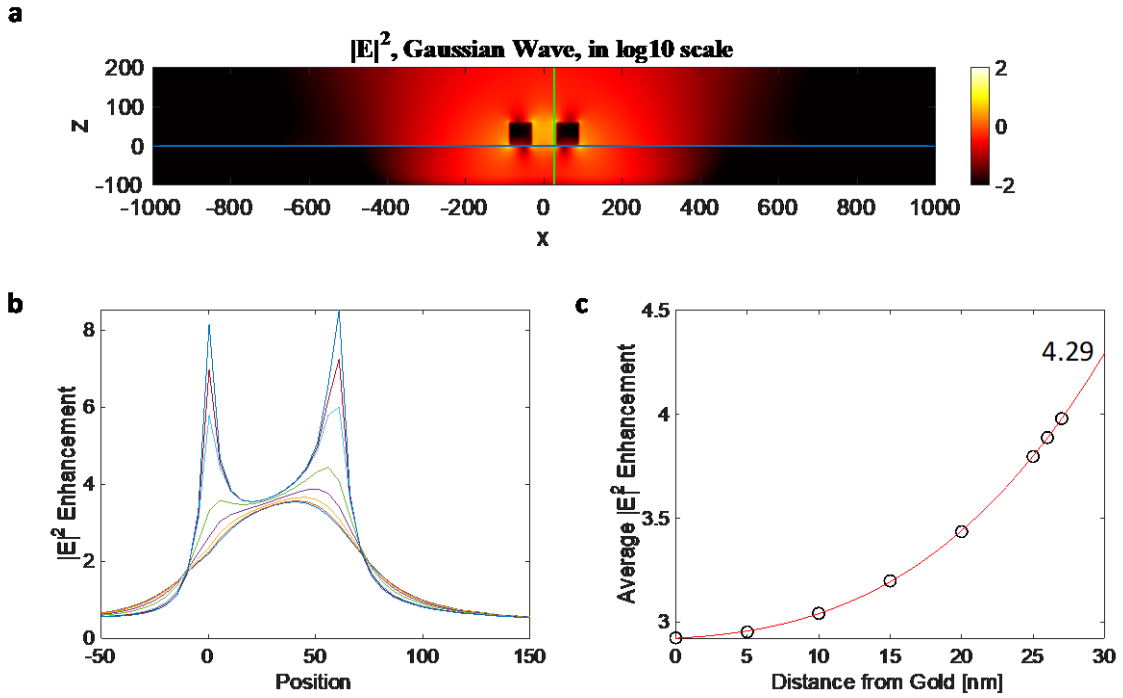 a
|E|², Gaussian Wave, in log10 scale
200
100
0
-100
Z
-1000 -800 -600 -400 -200 0 200 400 600 800 1000
X
2
0
-2
b
8
6
4
2
0
|E|² Enhancement
-50 0 50 100 150
Position
c
4.5
4
3.5
3
Average |E|² Enhancement
4.29
0 5 10 15 20 25 30
Distance from Gold [nm]